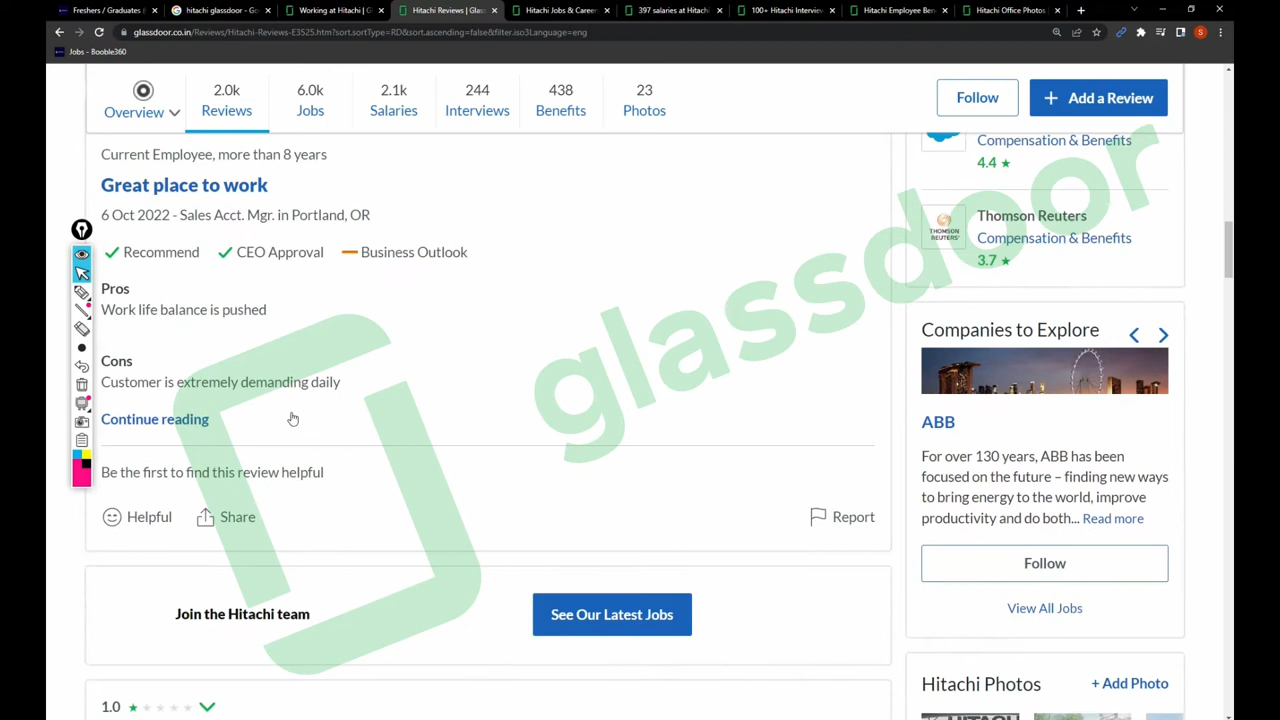 Freshers / Graduates I
hitachi glassdoor - Go
Working at Hitachi | G
Hitachi Reviews | Glas
Hitachi Jobs & Careers
397 salaries at Hitachi
100+ Hitachi Interview
Hitachi Employee Ben
Hitachi Office Photos |
glassdoor.co.in/Reviews/Hitachi-Reviews-E3525.htm?sort.sortType=RD&sort.ascending=false&filter.iso3Language=eng
S
Jobs - Booble360
Overview
2.0k
Reviews
6.0k
Jobs
2.1k
Salaries
244
Interviews
438
Benefits
23
Photos
Follow
+ Add a Review
Current Employee, more than 8 years
Great place to work
6 Oct 2022 - Sales Acct. Mgr. in Portland, OR
Recommend CEO Approval Business Outlook
Pros
Work life balance is pushed
Cons
Customer is extremely demanding daily
Continue reading
Be the first to find this review helpful
Helpful Share Report
Join the Hitachi team
See Our Latest Jobs
1.0
glassdoor
Compensation & Benefits
4.4 ★
THOMSON REUTERS
Thomson Reuters
Compensation & Benefits
3.7 ★
Companies to Explore
ABB
For over 130 years, ABB has been
focused on the future – finding new ways
to bring energy to the world, improve
productivity and do both... Read more
Follow
View All Jobs
Hitachi Photos + Add Photo
HITACHI